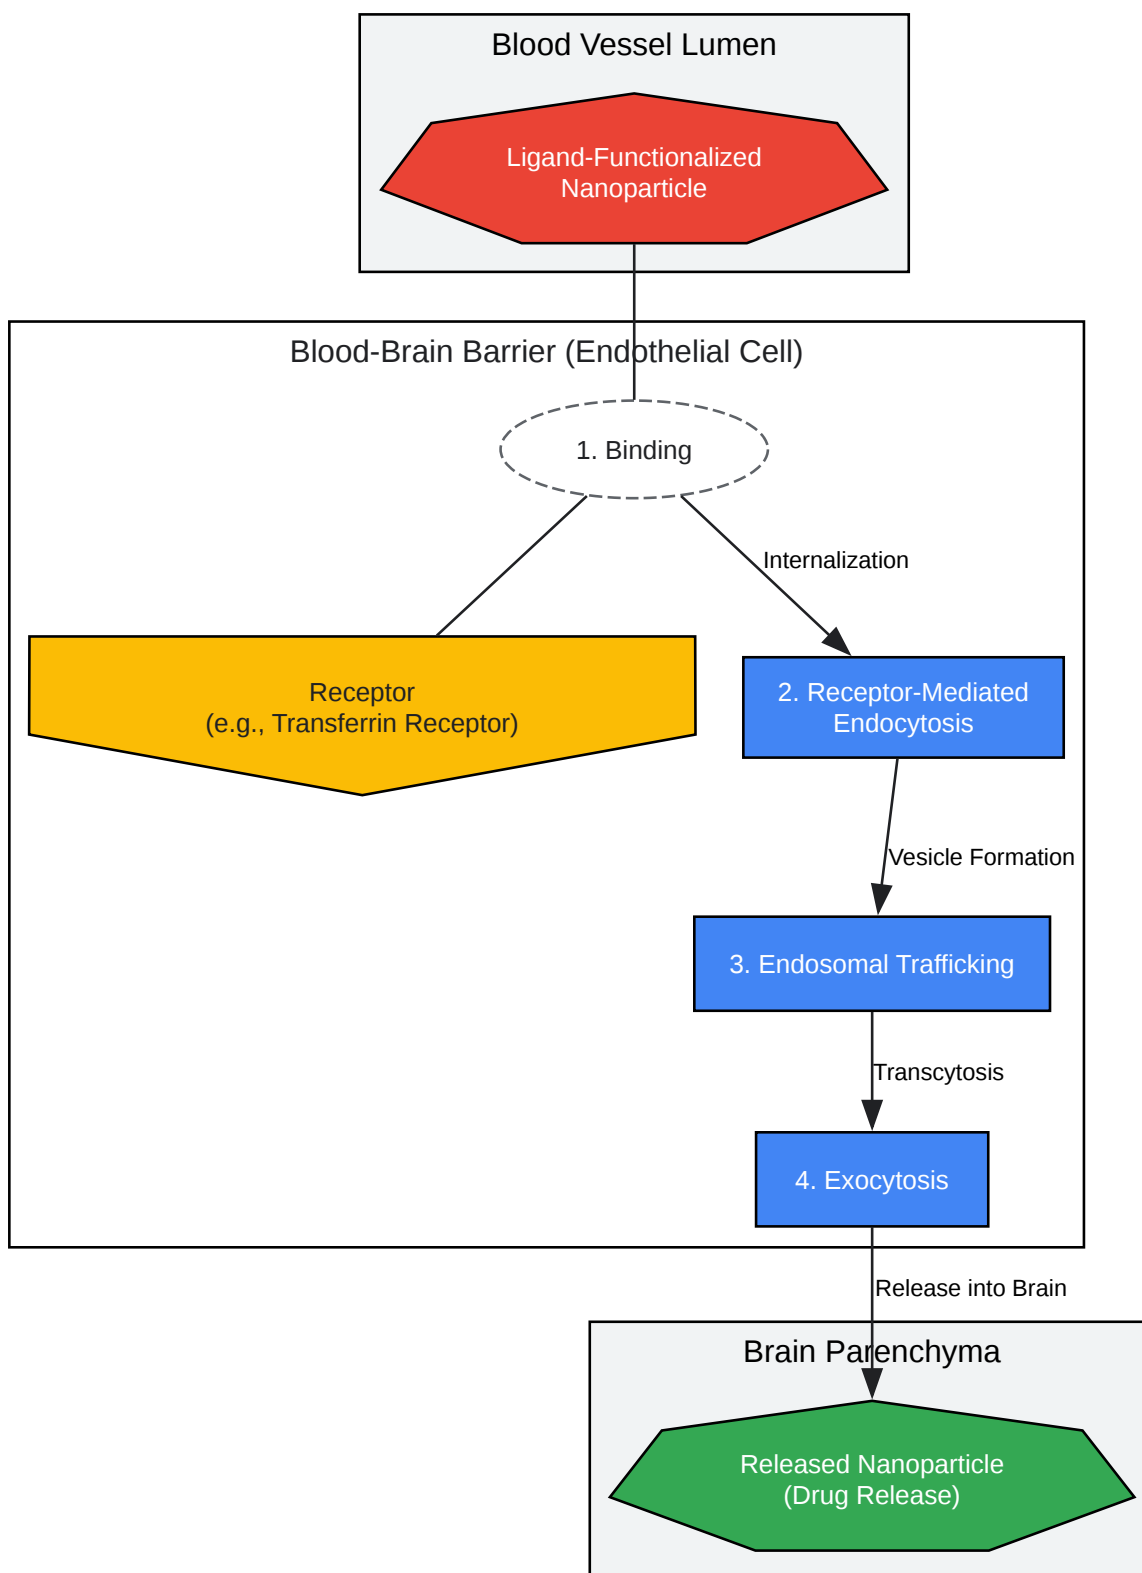 Blood Vessel Lumen
Ligand-Functionalized
Nanoparticle
Blood-Brain Barrier (Endothelial Cell)
1. Binding
Internalization
Receptor
(e.g., Transferrin Receptor)
2. Receptor-Mediated
Endocytosis
Vesicle Formation
3. Endosomal Trafficking
Transcytosis
4. Exocytosis
Release into Brain
Brain Parenchyma
Released Nanoparticle
(Drug Release)